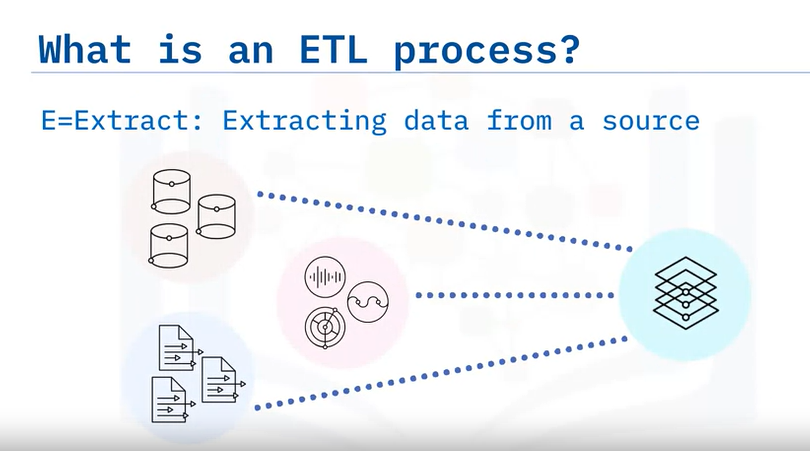 What is an ETL process?
E=Extract: Extracting data from a source